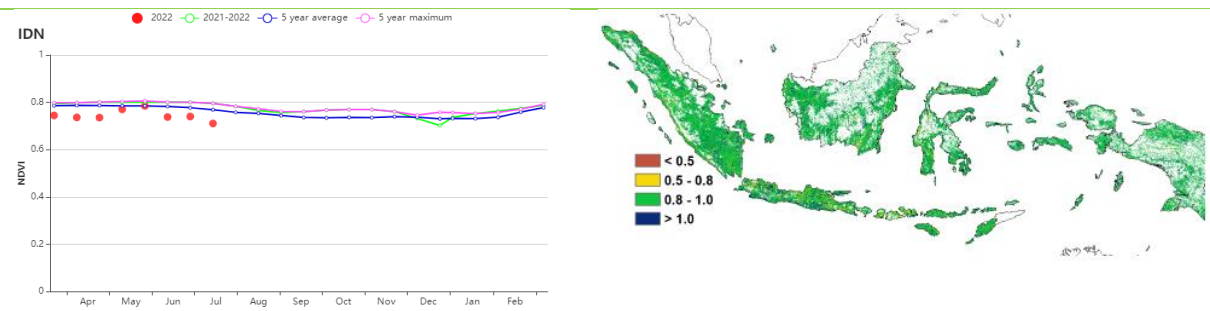 2022 2021-2022 5 year average 5 year maximum
IDN
NDVI
1
0.8
0.6
0.4
0.2
0
Apr May Jun Jul Aug Sep Oct Nov Dec Jan Feb
< 0.5
0.5 - 0.8
0.8 - 1.0
> 1.0